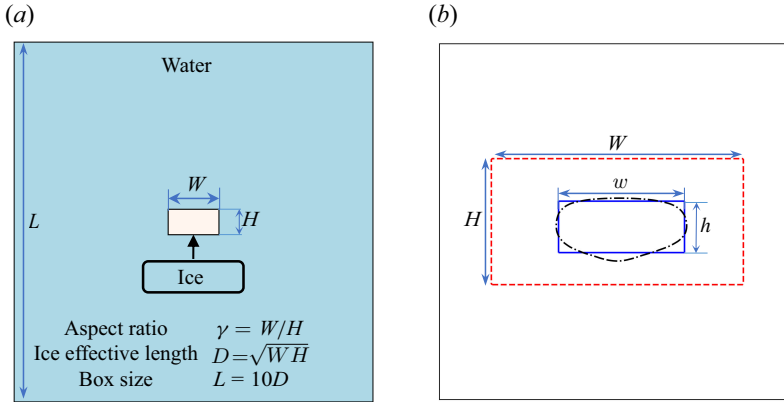 (a)
Water
W
H
L
Ice
Aspect ratio γ = W/H
Ice effective length D = √WH
Box size L = 10D
(b)
W
w
H
h